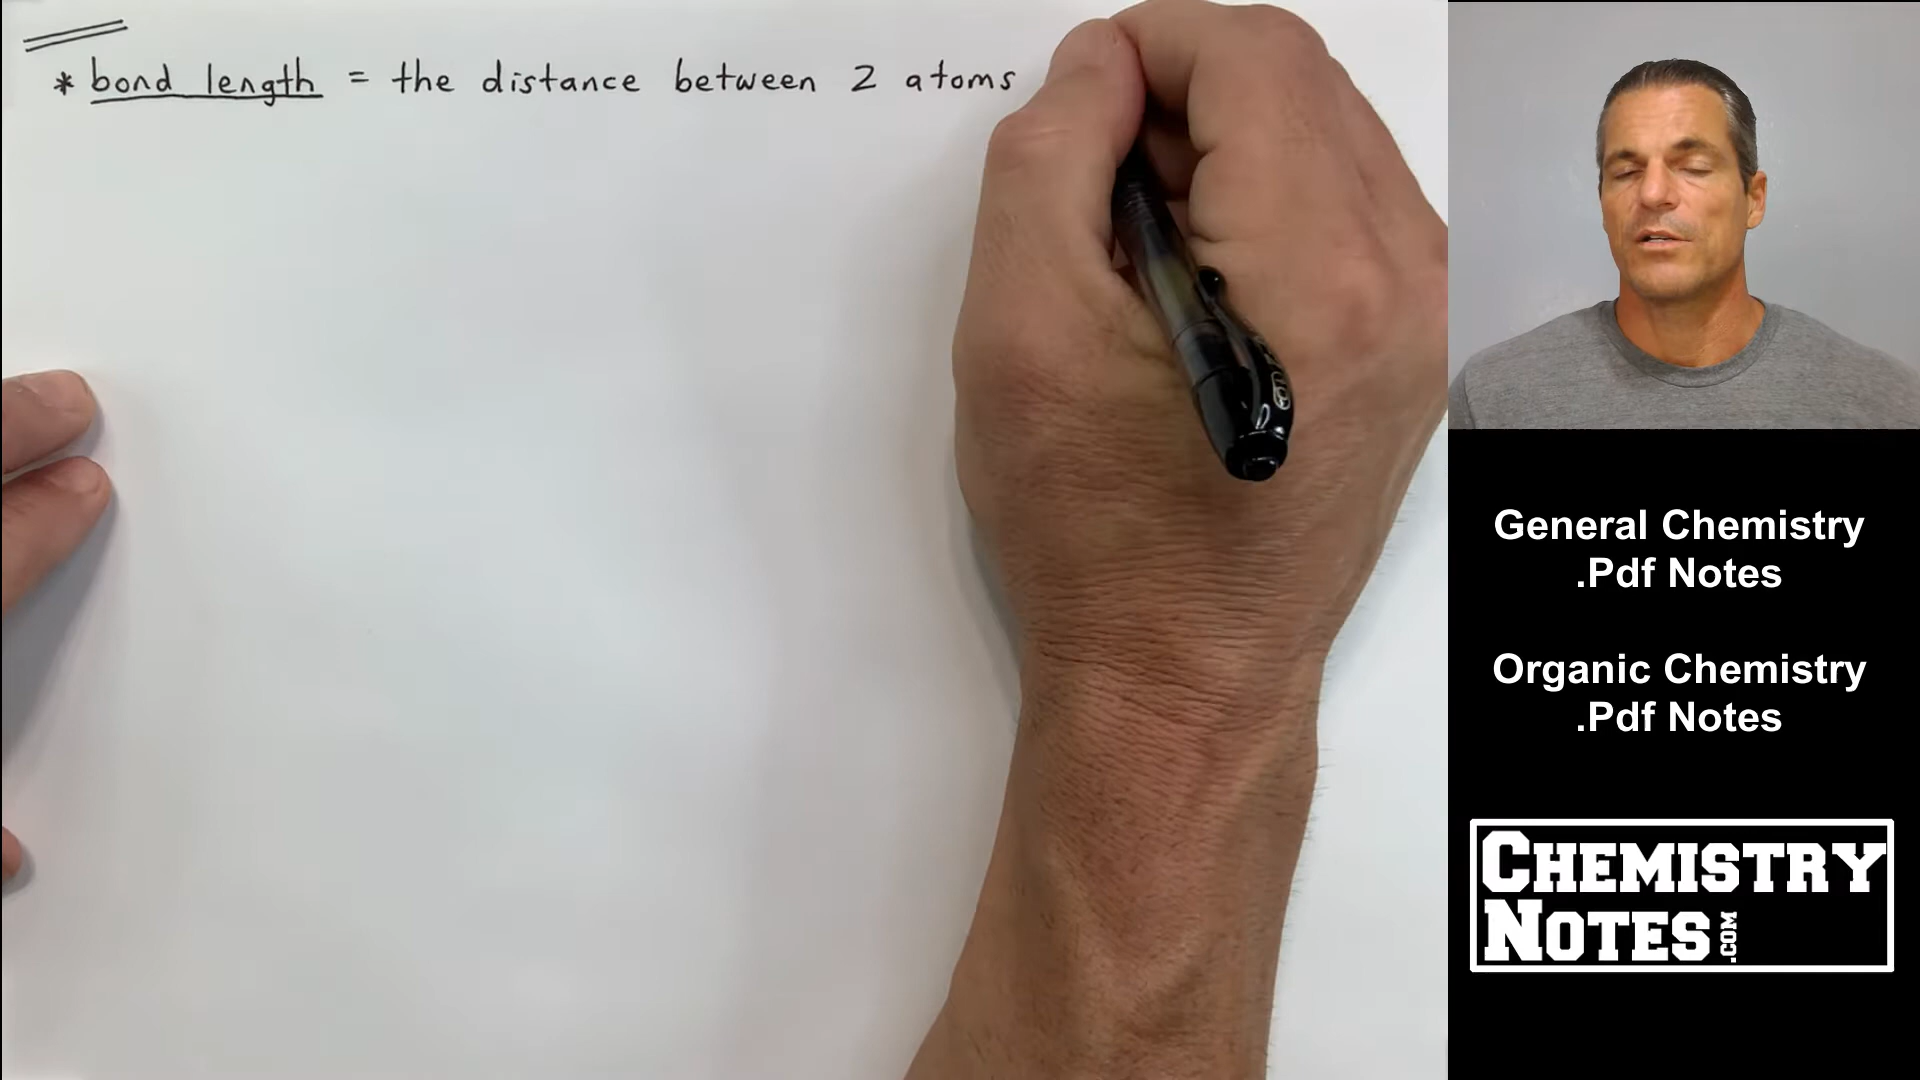 * bond length = the distance between 2 atoms
General Chemistry
.Pdf Notes
Organic Chemistry
.Pdf Notes
CHEMISTRY
NOTES.COM